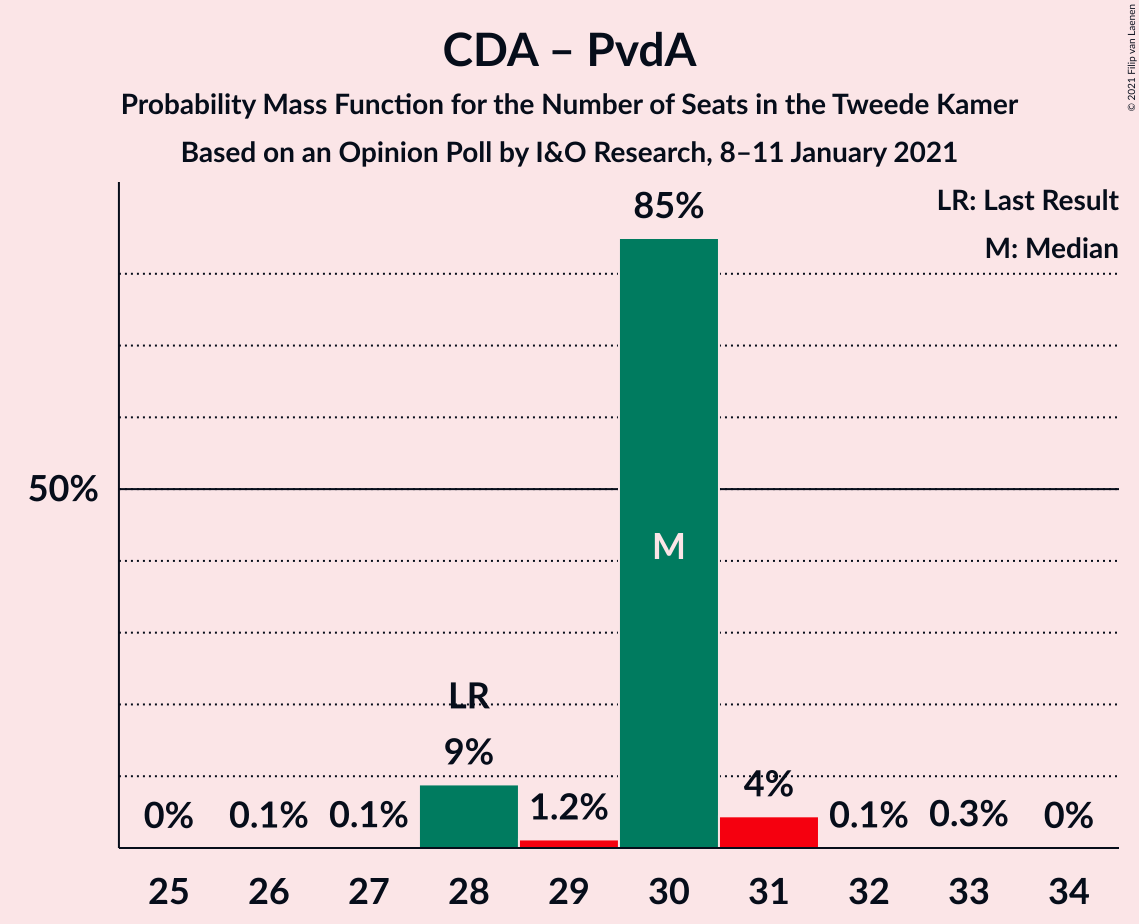 CDA – PvdA
Probability Mass Function for the Number of Seats in the Tweede Kamer
Based on an Opinion Poll by I&O Research, 8–11 January 2021
© 2021 Filip van Laenen
LR: Last Result
M: Median
85%
50%
M
LR
9%
4%
0%
0.1%
0.1%
1.2%
0.1%
0.3%
0%
25 26 27 28 29 30 31 32 33 34